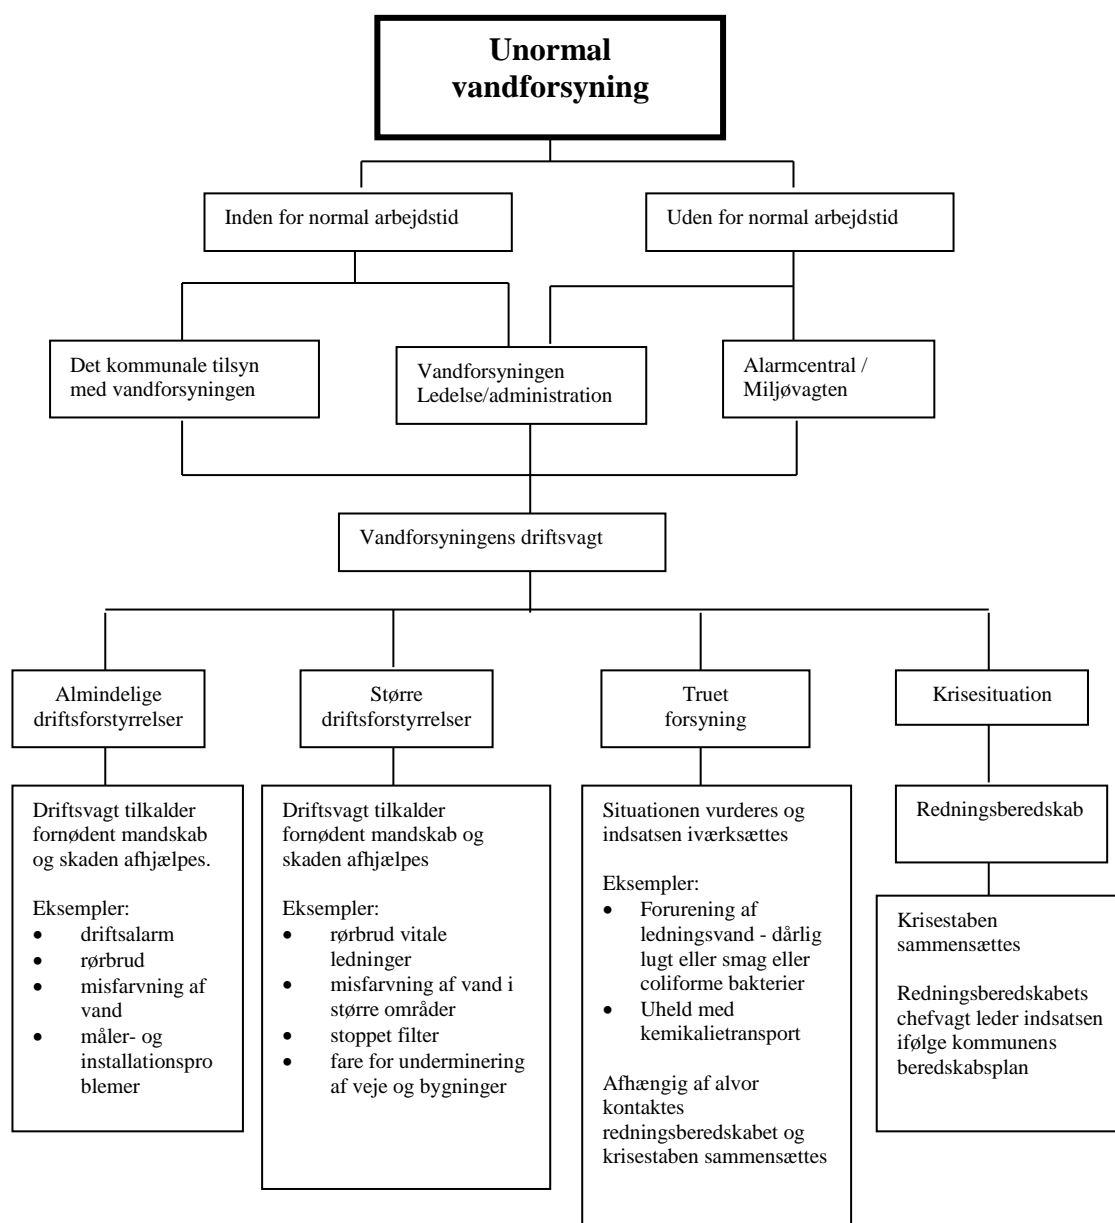 Unormal
vandforsyning
Inden for normal arbejdstid
Uden for normal arbejdstid
Det kommunale tilsyn
med vandforsyningen
Vandforsyningen
Ledelse/administration
Alarmcentral /
Miljøvagten
Vandforsyningens driftsvagt
Almindelige
driftsforstyrrelser
Større
driftsforstyrrelser
Truet
forsyning
Krisesituation
Driftsvagt tilkalder
fornødent mandskab
og skaden afhjælpes.
Eksempler:
• driftsalarm
• rørbrud
• misfarvning af
vand
• måler- og
installationspro
blemer
Driftsvagt tilkalder
fornødent mandskab og
skaden afhjælpes
Eksempler:
• rørbrud vitale
ledninger
• misfarvning af vand i
større områder
• stoppet filter
• fare for underminering
af veje og bygninger
Situationen vurderes og
indsatsen iværksættes
Eksempler:
• Forurening af
ledningsvand - dårlig
lugt eller smag eller
coliforme bakterier
• Uheld med
kemikalietransport
Afhængig af alvor
kontaktes
redningsberedskabet og
krisestaben sammensættes
Redningsberedskab
Krisestaben
sammensættes
Redningsberedskabets
chefvagt leder indsatsen
ifølge kommunens
beredskabsplan